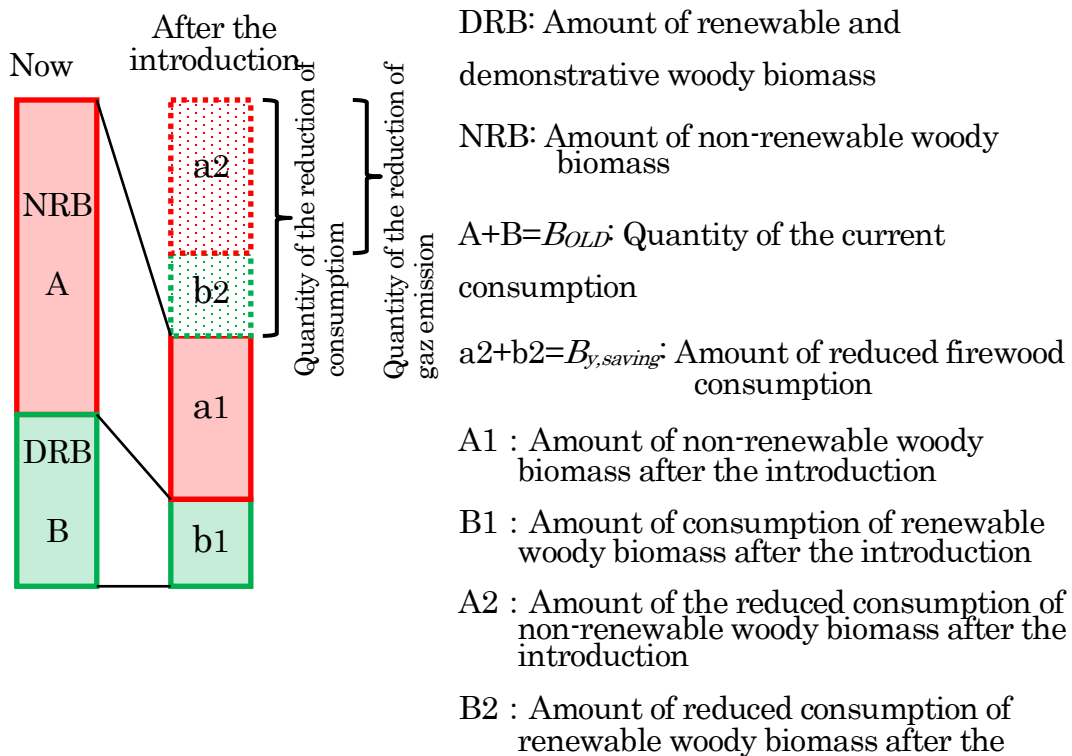 Now
After the
introduction
NRB
A
DRB
B
a2
b2
a1
b1
Quantity of the reduction of
consumptiom
Quantity of the reduction of
gaz emission
DRB: Amount of renewable and
demonstrative woody biomass
NRB: Amount of non-renewable woody
biomass
A+B=BOLD: Quantity of the current
consumption
a2+b2=By,saving: Amount of reduced firewood
consumption
A1 : Amount of non-renewable woody
biomass after the introduction
B1 : Amount of consumption of renewable
woody biomass after the introduction
A2 : Amount of the reduced consumption of
non-renewable woody biomass after the
introduction
B2 : Amount of reduced consumption of
renewable woody biomass after the